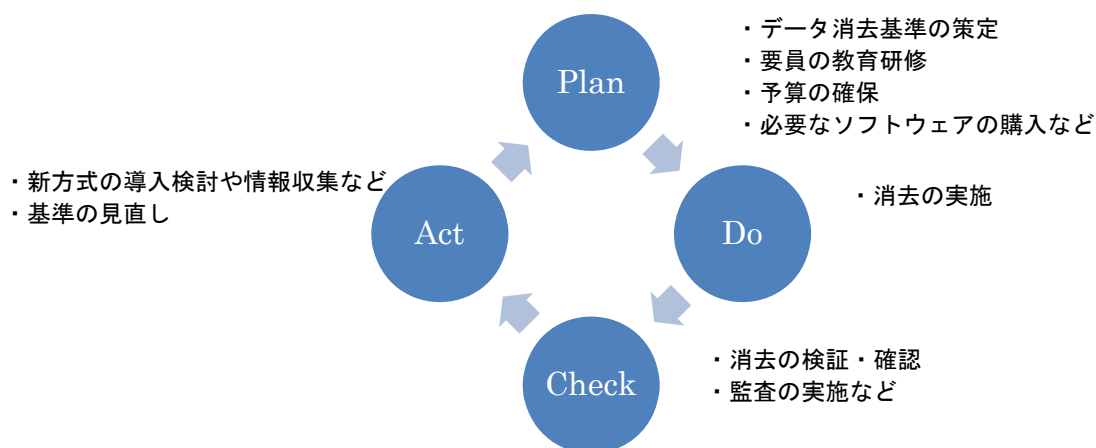 Plan
・データ消去基準の策定
・要員の教育研修
・予算の確保
・必要なソフトウェアの購入など
Do
・消去の実施
Check
・消去の検証・確認
・監査の実施など
Act
・新方式の導入検討や情報収集など
・基準の見直し